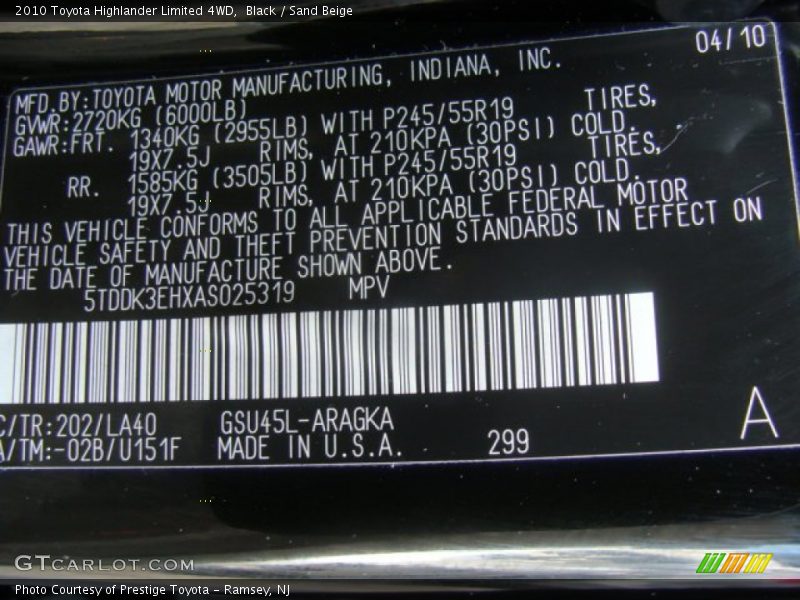 2010 Toyota Highlander Limited 4WD, Black / Sand Beige
04/10
MFD.BY:TOYOTA MOTOR MANUFACTURING, INDIANA, INC.
GVWR:2720KG (6000LB)
GAWR:FRT. 1340KG (2955LB) WITH P245/55R19 TIRES,
19X7.5J RIMS, AT 210KPA (30PSI) COLD.
RR. 1585KG (3505LB) WITH P245/55R19 TIRES,
19X7.5J RIMS, AT 210KPA (30PSI) COLD.
THIS VEHICLE CONFORMS TO ALL APPLICABLE FEDERAL MOTOR
VEHICLE SAFETY AND THEFT PREVENTION STANDARDS IN EFFECT ON
THE DATE OF MANUFACTURE SHOWN ABOVE.
5TDDK3EHXAS025319 MPV
C/TR:202/LA40 GSU45L-ARAGKA
A/TM:-02B/U151F MADE IN U.S.A. 299
A
GTCARLOT.COM
Photo Courtesy of Prestige Toyota - Ramsey, NJ